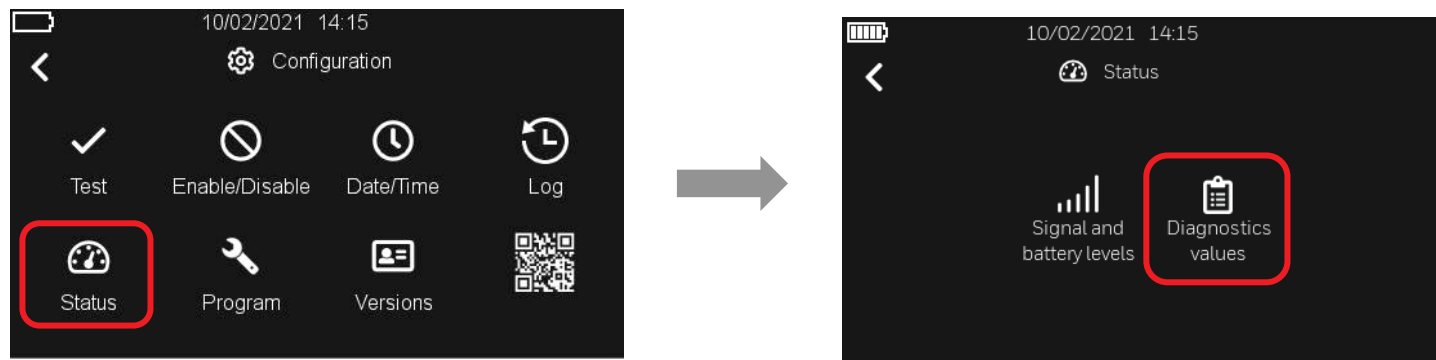 10/02/2021 14:15
Configuration
Test
Enable/Disable
Date/Time
Log
Status
Program
Versions
10/02/2021 14:15
Status
Signal and
battery levels
Diagnostics
values